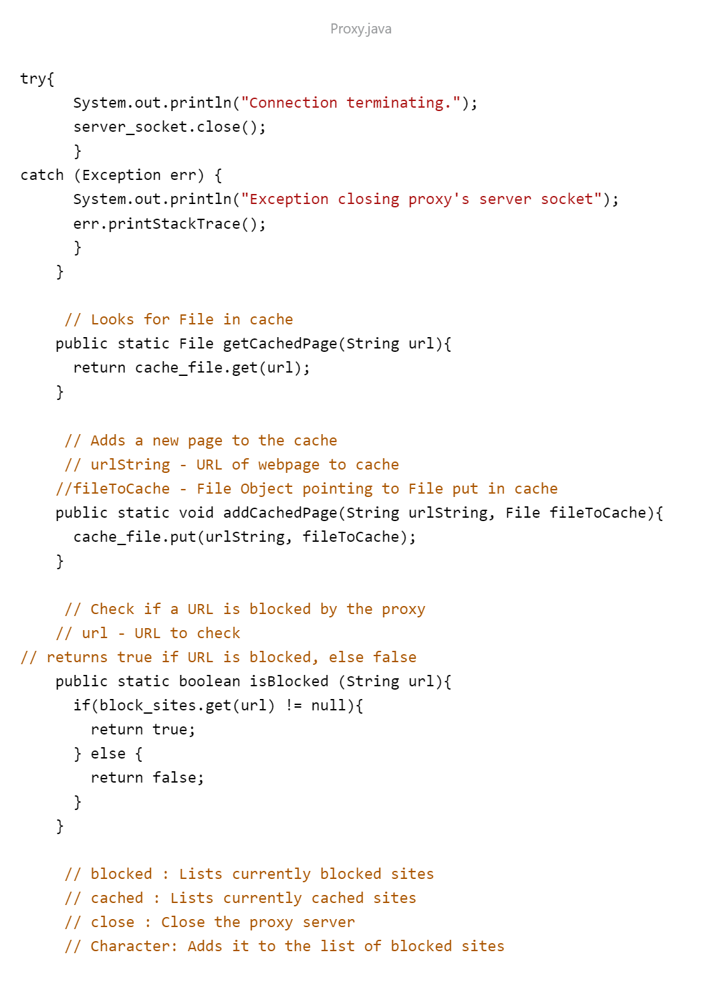 Proxy.java
try{
System.out.println("Connection terminating.");
server_socket.close();
}
catch (Exception err) {
System.out.println("Exception closing proxy's server socket");
err.printStackTrace();
}
}
// Looks for File in cache
public static File getCachedPage(String url){
return cache_file.get(url);
}
// Adds a new page to the cache
// urlString - URL of webpage to cache
//fileToCache - File Object pointing to File put in cache
public static void addCachedPage(String urlString, File fileToCache){
cache_file.put(urlString, fileToCache);
}
// Check if a URL is blocked by the proxy
// url - URL to check
// returns true if URL is blocked, else false
public static boolean isBlocked (String url){
if(block_sites.get(url) != null){
return true;
} else {
return false;
}
}
// blocked : Lists currently blocked sites
// cached : Lists currently cached sites
// close : Close the proxy server
// Character: Adds it to the list of blocked sites